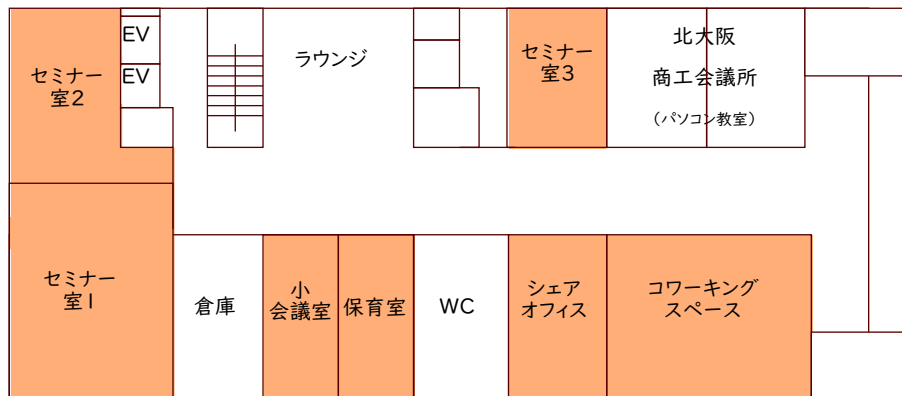 セミナー
室2
EV
EV
ラウンジ
セミナー
室3
北大阪
商工会議所
（パソコン教室）
セミナー
室1
倉庫
小
会議室
保育室
WC
シェア
オフィス
コワーキング
スペース